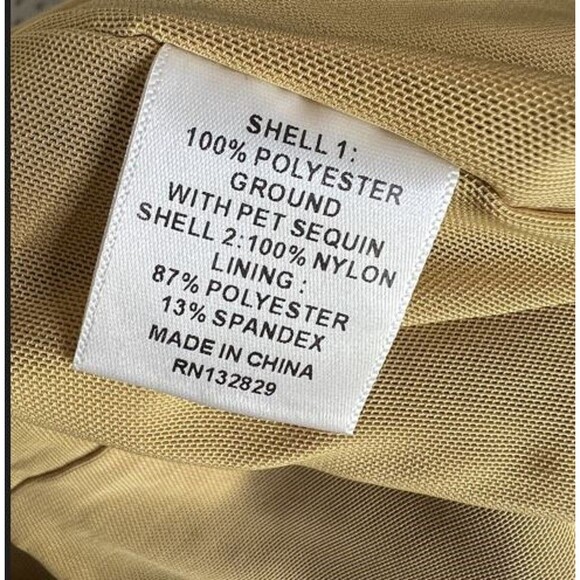 SHELL 1:
100% POLYESTER
GROUND
WITH PET SEQUIN
SHELL 2:100% NYLON
LINING :
87% POLYESTER
13% SPANDEX
MADE IN CHINA
RN132829